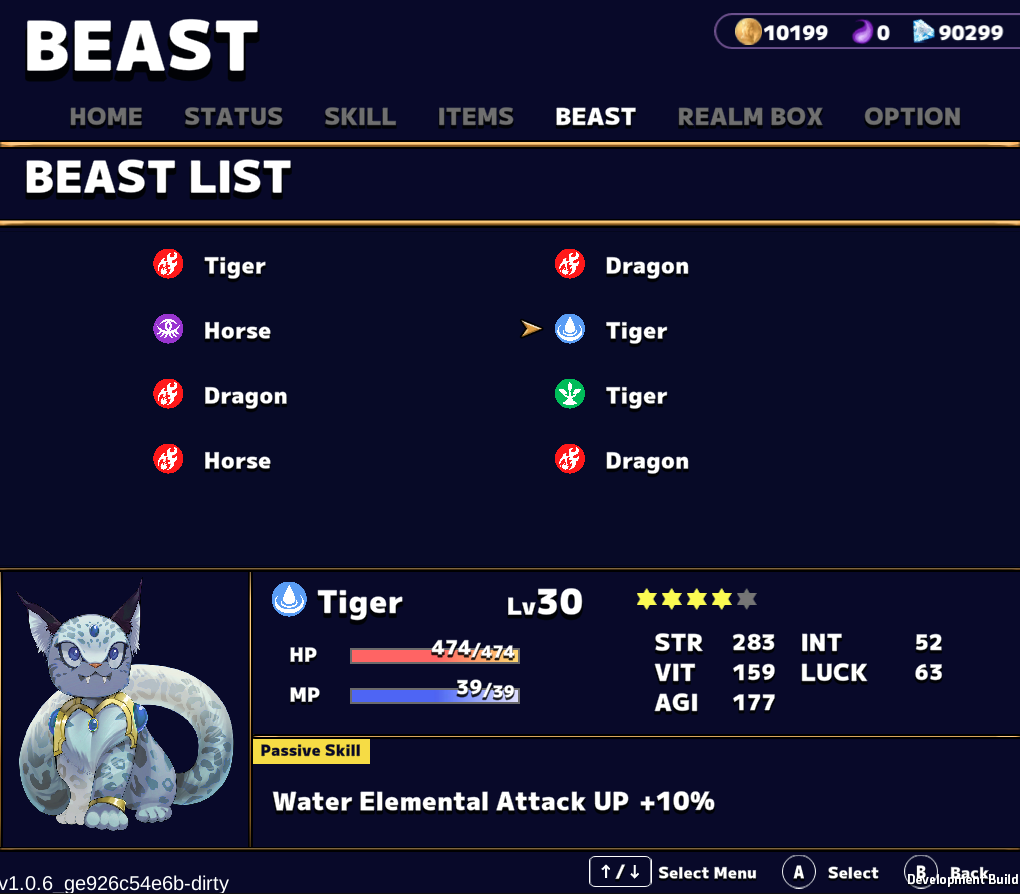 BEAST
10199 0 90299
HOME STATUS SKILL ITEMS BEAST REALM BOX OPTION
BEAST LIST
Tiger Dragon
Horse Tiger
Dragon Tiger
Horse Dragon
Tiger Lv30
HP 474/474
MP 39/39
STR 283 INT 52
VIT 159 LUCK 63
AGI 177
Passive Skill
Water Elemental Attack UP +10%
↑/↓ Select Menu A Select B Back
v1.0.6_ge926c54e6b-dirty
Development Build